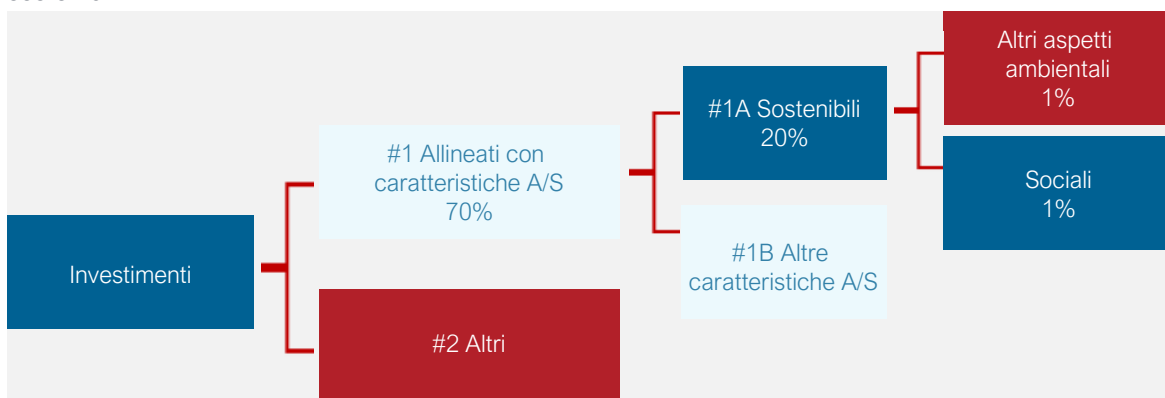 Altri aspetti
ambientali
1%
#1A Sostenibili
20%
#1 Allineati con
caratteristiche A/S
70%
Sociali
1%
#1B Altre
caratteristiche A/S
Investimenti
#2 Altri